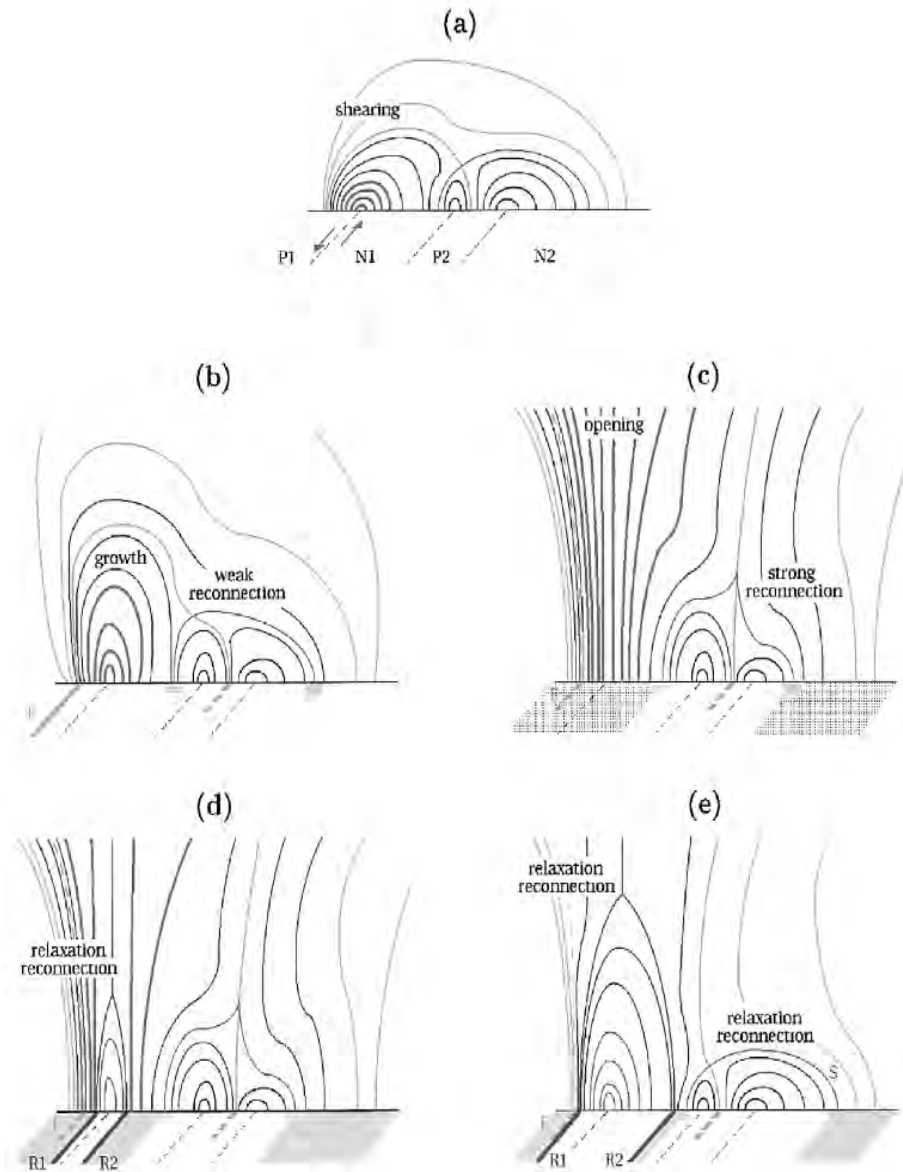 (a)
shearing
P1 N1 P2 N2
(b)
growth
weak
reconnection
(c)
opening
strong
reconnection
(d)
relaxation
reconnection
R1 R2
(e)
relaxation
reconnection
relaxation
reconnection
S
R1 R2